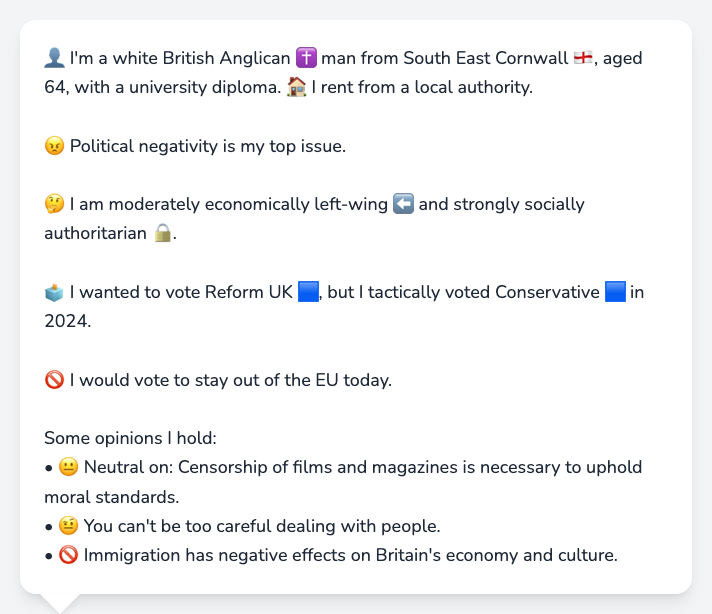 👤 I'm a white British Anglican ✝️ man from South East Cornwall 🏴󠁧󠁢󠁥󠁮󠁧󠁿, aged
64, with a university diploma. 🏠 I rent from a local authority.
😠 Political negativity is my top issue.
🤔 I am moderately economically left-wing ⬅️ and strongly socially
authoritarian 🔒.
🗳️ I wanted to vote Reform UK 🟦, but I tactically voted Conservative 🟦 in
2024.
🚫 I would vote to stay out of the EU today.
Some opinions I hold:
• 😐 Neutral on: Censorship of films and magazines is necessary to uphold
moral standards.
• 🤨 You can't be too careful dealing with people.
• 🚫 Immigration has negative effects on Britain's economy and culture.